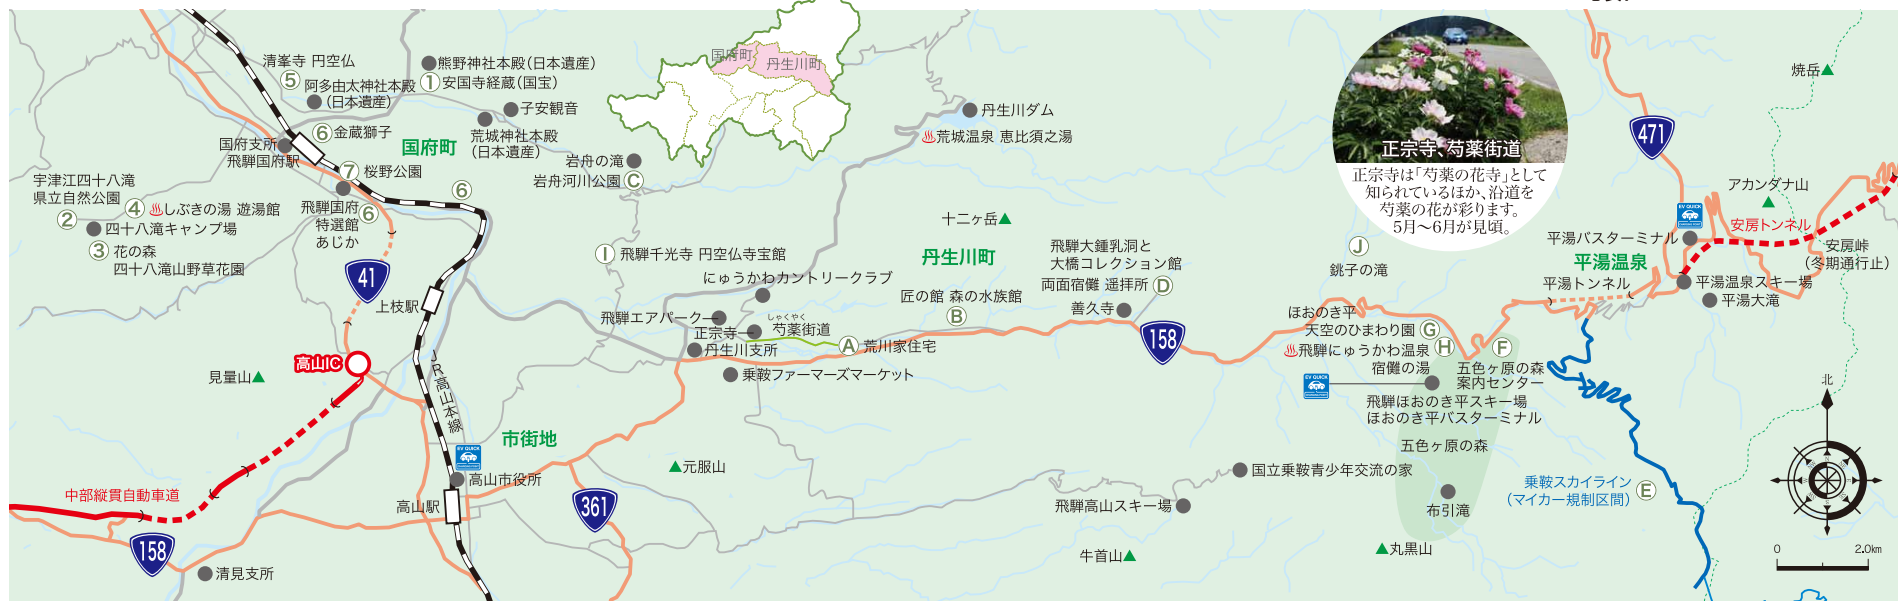 国府町
丹生川町
清峯寺 円空仏
⑤
阿多由太神社本殿
(日本遺産)
熊野神社本殿(日本遺産)
① 安国寺経蔵(国宝)
子安観音
荒城神社本殿
(日本遺産)
⑥ 金蔵獅子
国府町
国府支所
飛騨国府駅
⑦ 桜野公園
⑥
飛騨国府
特選館
あじか
⑥
宇津江四十八滝
県立自然公園
②
④ しぶきの湯 遊湯館
四十八滝キャンプ場
③ 花の森
四十八滝山野草花園
41
上枝駅
高山IC
見量山
JR高山本線
中部縦貫自動車道
158
清見支所
市街地
EV QUICK
高山市役所
高山駅
361
元服山
岩舟の滝
岩舟河川公園 Ⓒ
丹生川ダム
荒城温泉 恵比須之湯
十二ヶ岳
丹生川町
Ⓘ 飛騨千光寺 円空仏寺宝館
にゅうかわカントリークラブ
飛騨エアパーク
正宗寺
しゃくやく
芍薬街道
丹生川支所
Ⓐ 荒川家住宅
乗鞍ファーマーズマーケット
匠の館 森の水族館
Ⓑ
飛騨大鍾乳洞と
大橋コレクション館
両面宿儺 遥拝所 Ⓓ
善久寺
158
正宗寺、芍薬街道
正宗寺は「芍薬の花寺」として
知られているほか、沿道を
芍薬の花が彩ります。
5月〜6月が見頃。
Ⓙ
銚子の滝
ほおのき平
天空のひまわり園 Ⓖ
Ⓗ
飛騨にゅうかわ温泉
宿儺の湯
EV QUICK
Ⓕ
五色ヶ原の森
案内センター
飛騨ほおのき平スキー場
ほおのき平バスターミナル
五色ヶ原の森
布引滝
国立乗鞍青少年交流の家
飛騨高山スキー場
牛首山
丸黒山
乗鞍スカイライン
(マイカー規制区間) Ⓔ
焼岳
471
アカンダナ山
EV QUICK
安房トンネル
平湯バスターミナル
平湯温泉
平湯トンネル
安房峠
(冬期通行止)
平湯温泉スキー場
平湯大滝
北
0 2.0km